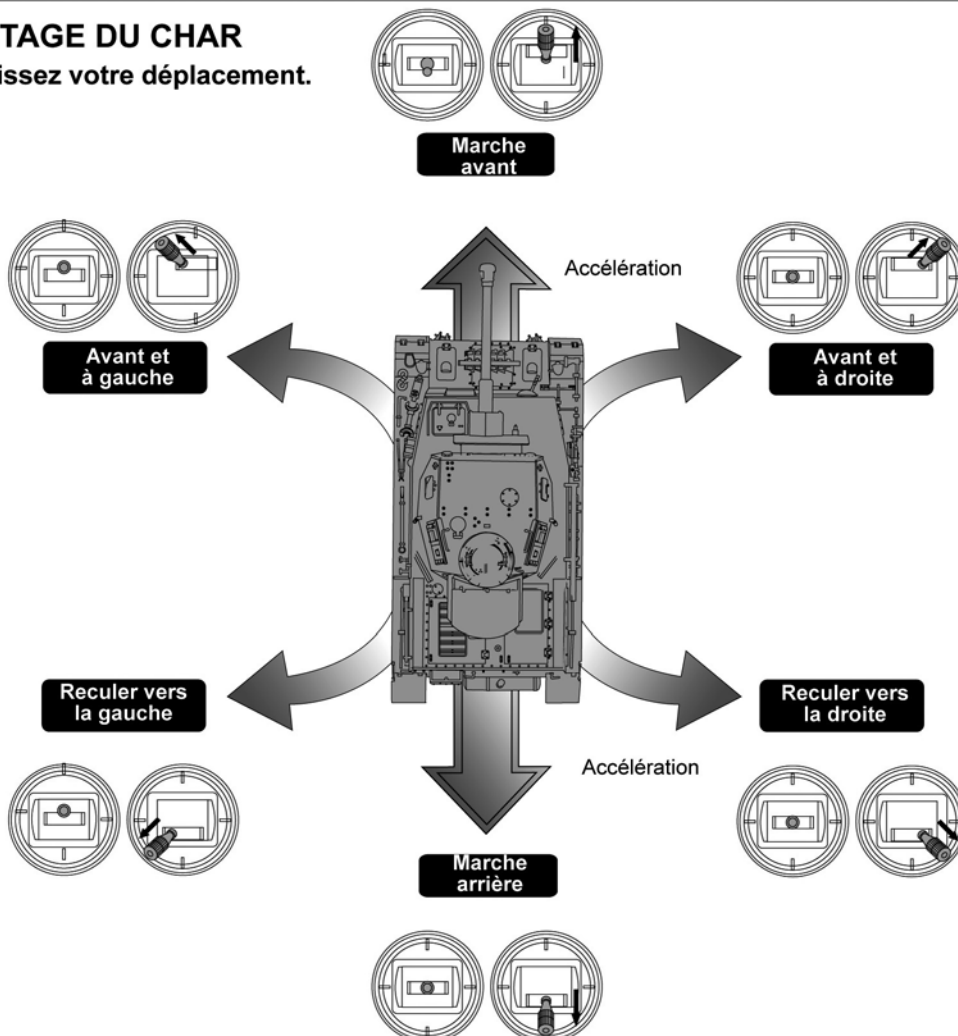 TAGE DU CHAR
issez votre déplacement.
Marche
avant
Accélération
Avant et
à gauche
Avant et
à droite
Reculer vers
la gauche
Reculer vers
la droite
Accélération
Marche
arrière